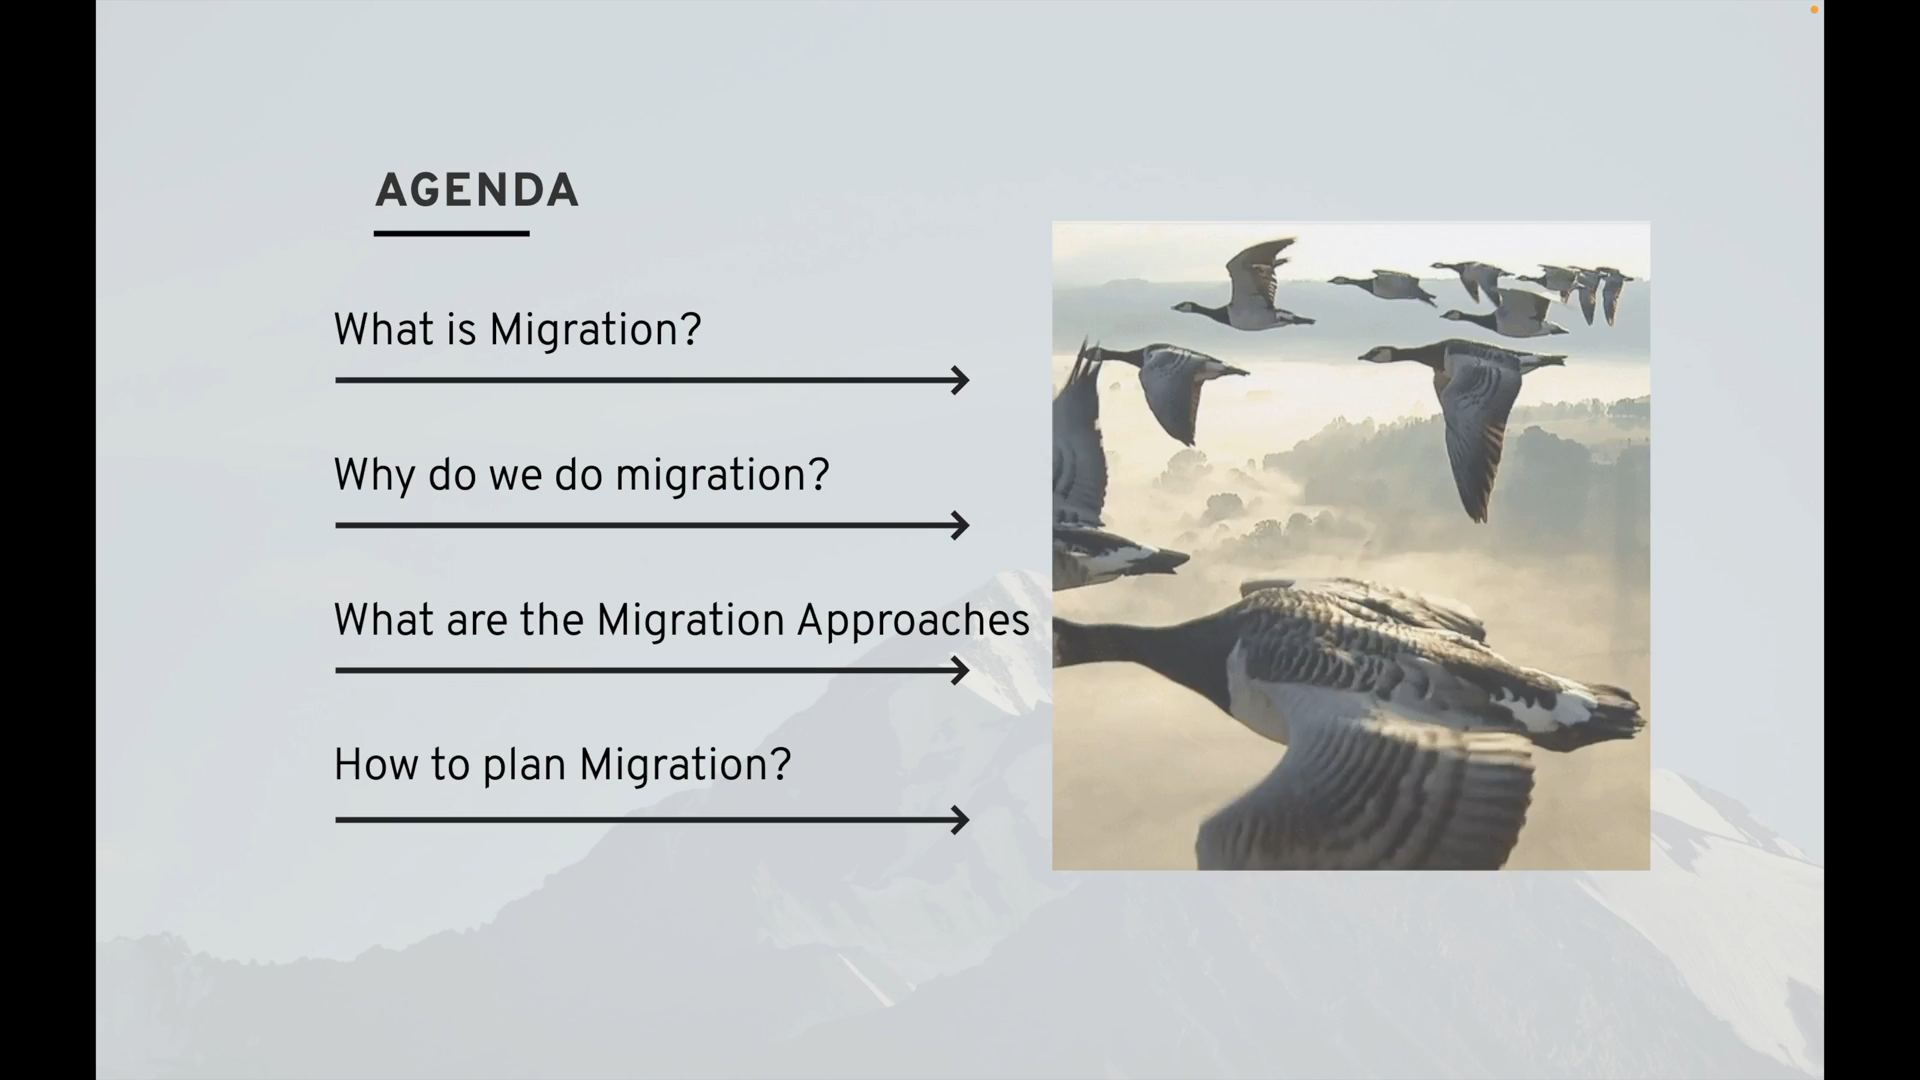 AGENDA
What is Migration?
Why do we do migration?
What are the Migration Approaches
How to plan Migration?